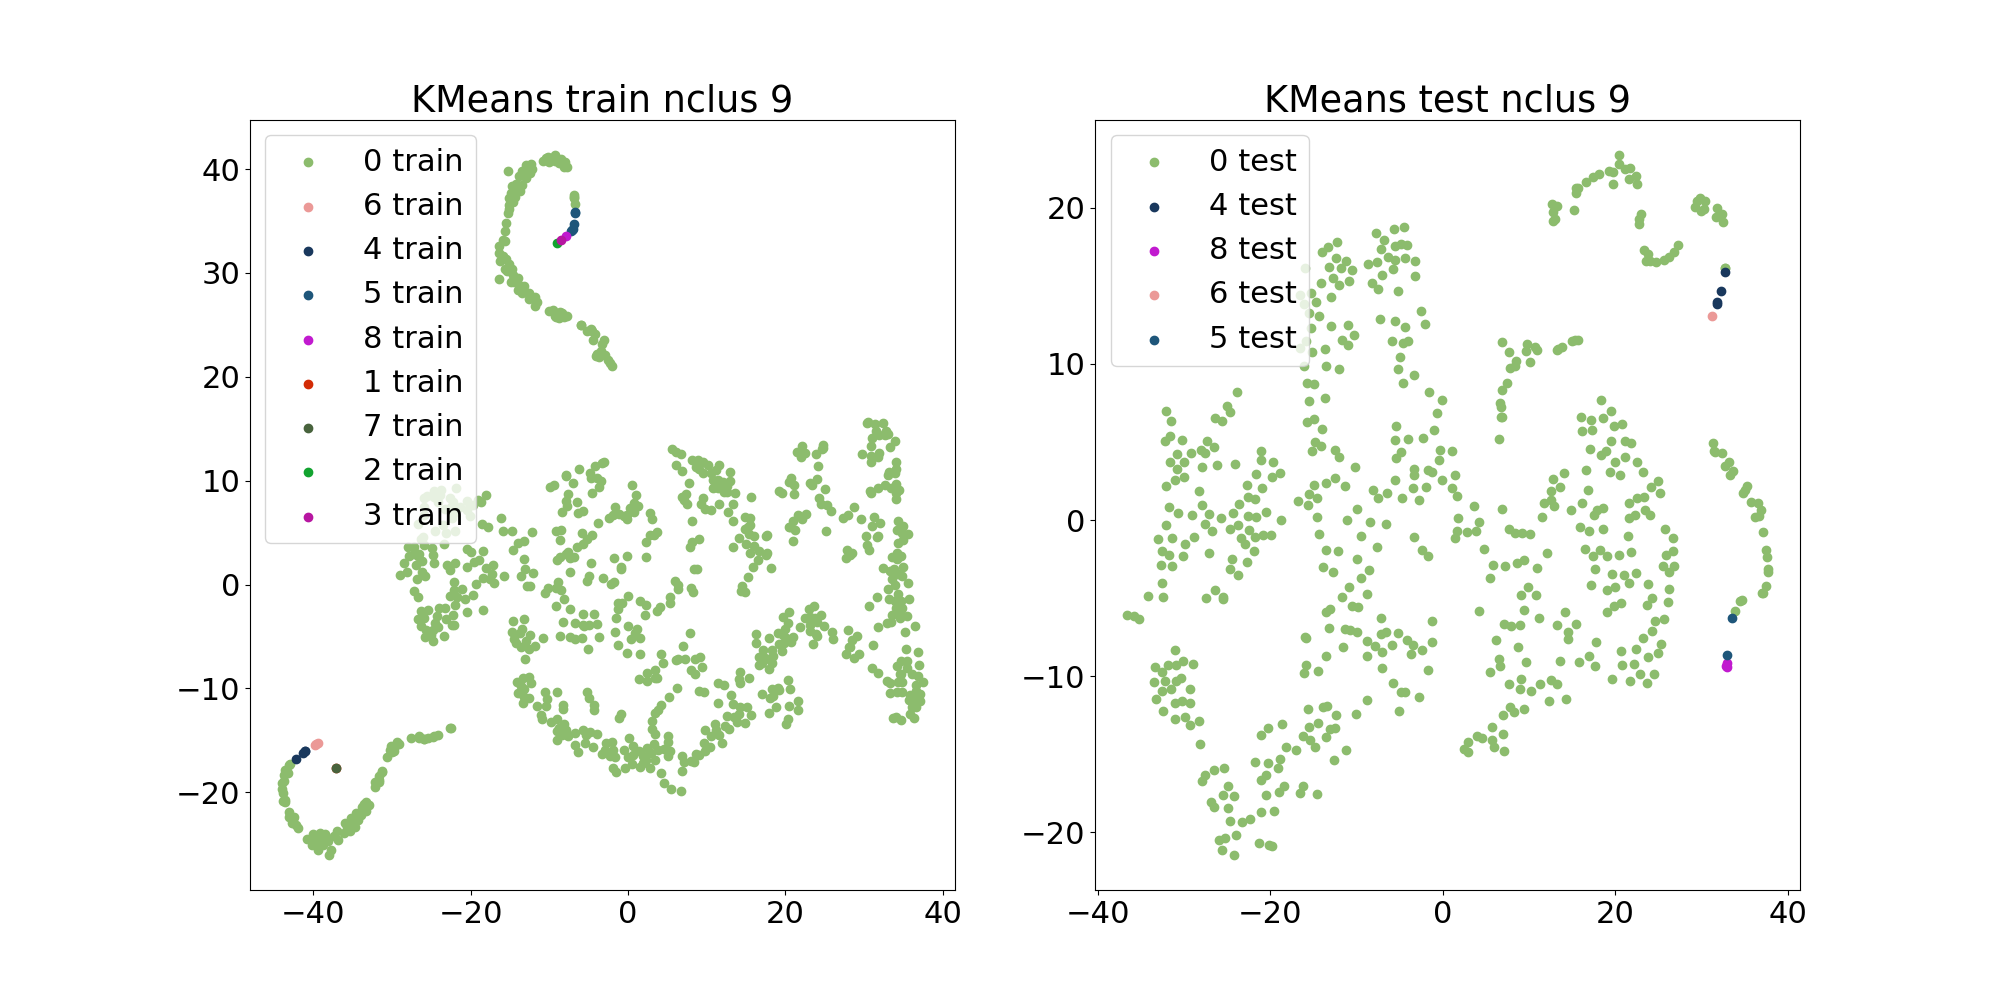 KMeans train nclus 9
0 train
6 train
4 train
5 train
8 train
1 train
7 train
2 train
3 train
40
30
20
10
0
−10
−20
−40
−20
0
20
40
KMeans test nclus 9
0 test
4 test
8 test
6 test
5 test
20
10
0
−10
−20
−40
−20
0
20
40